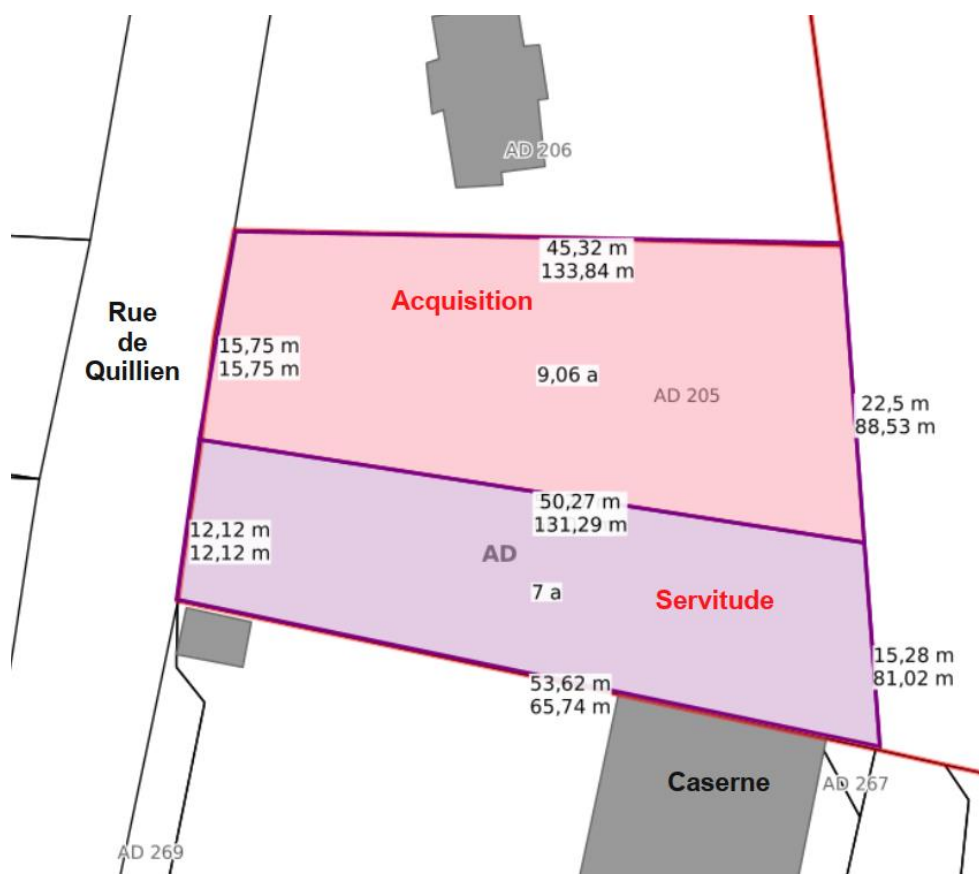 AD 206
45,32 m
133,84 m
Acquisition
Rue
de
Quillien
15,75 m
15,75 m
9,06 a
AD 205
22,5 m
88,53 m
50,27 m
131,29 m
12,12 m
12,12 m
AD
7 a
Servitude
15,28 m
81,02 m
53,62 m
65,74 m
Caserne
AD 267
AD 269